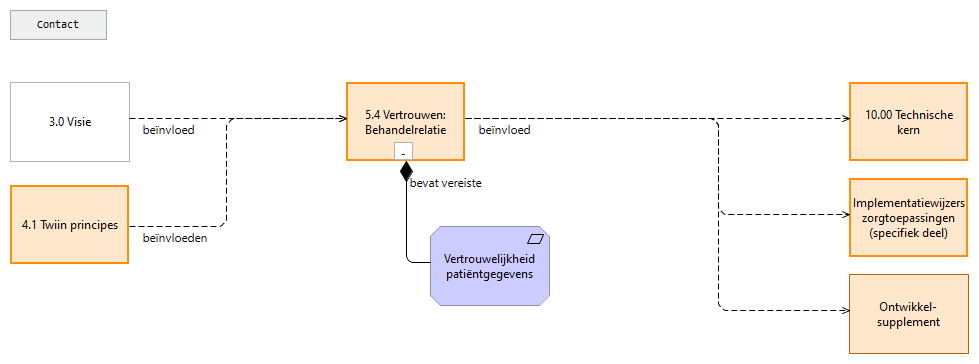 Contact
3.0 Visie
beïnvloed
4.1 Twiin principes
beïnvloeden
5.4 Vertrouwen:
Behandelrelatie
-
beïnvloed
bevat vereiste
Vertrouwelijkheid
patiëntgegevens
10.00 Technische
kern
Implementatiewijzers
zorgtoepassingen
(specifiek deel)
Ontwikkel-
supplement